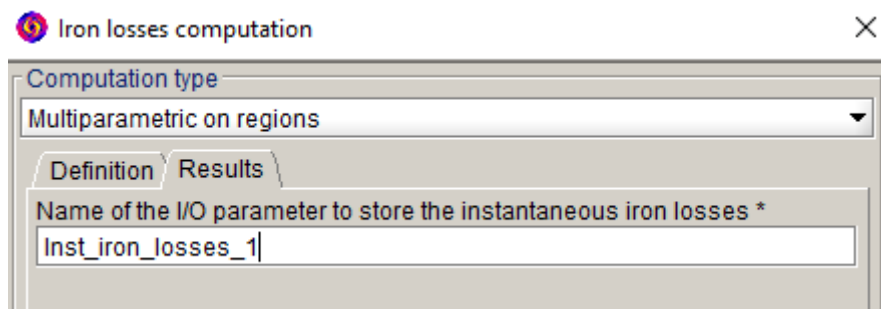 Iron losses computation
Computation type
Multiparametric on regions
Definition Results
Name of the I/O parameter to store the instantaneous iron losses *
Inst_iron_losses_1